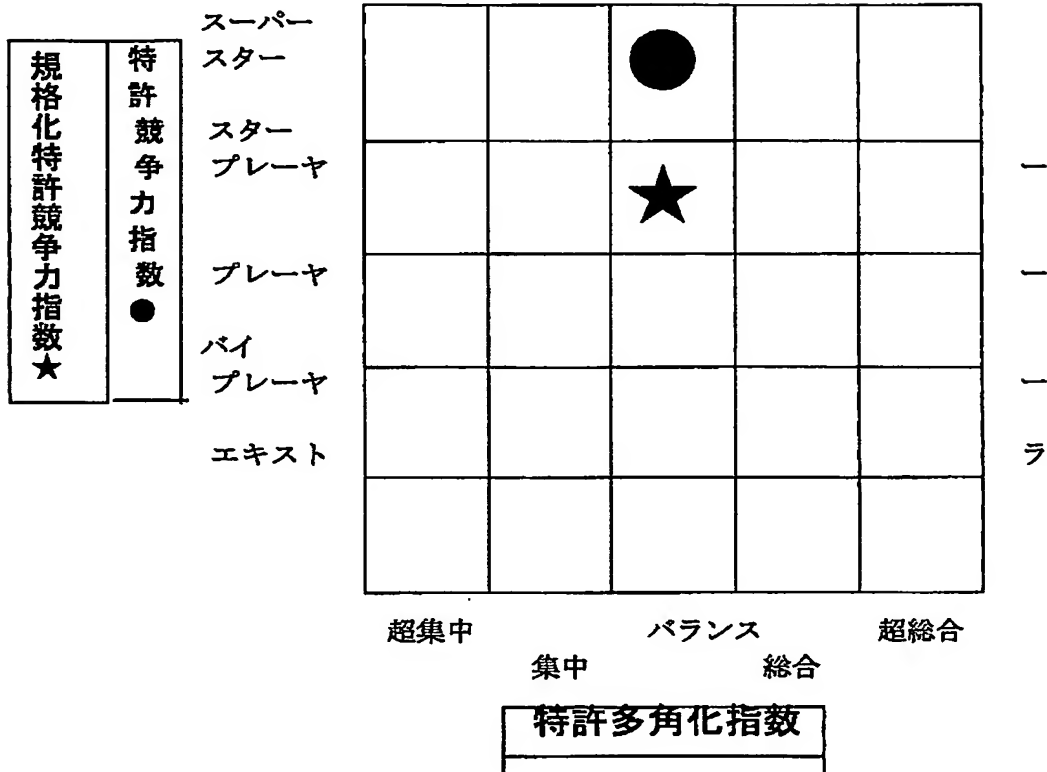 規格化特許競争力指数★
特許競争力指数●
スーパー
スター
スター
プレーヤ ー
プレーヤ ー
バイ
プレーヤ ー
エキスト ラ
超集中 バランス 超総合
集中 総合
特許多角化指数